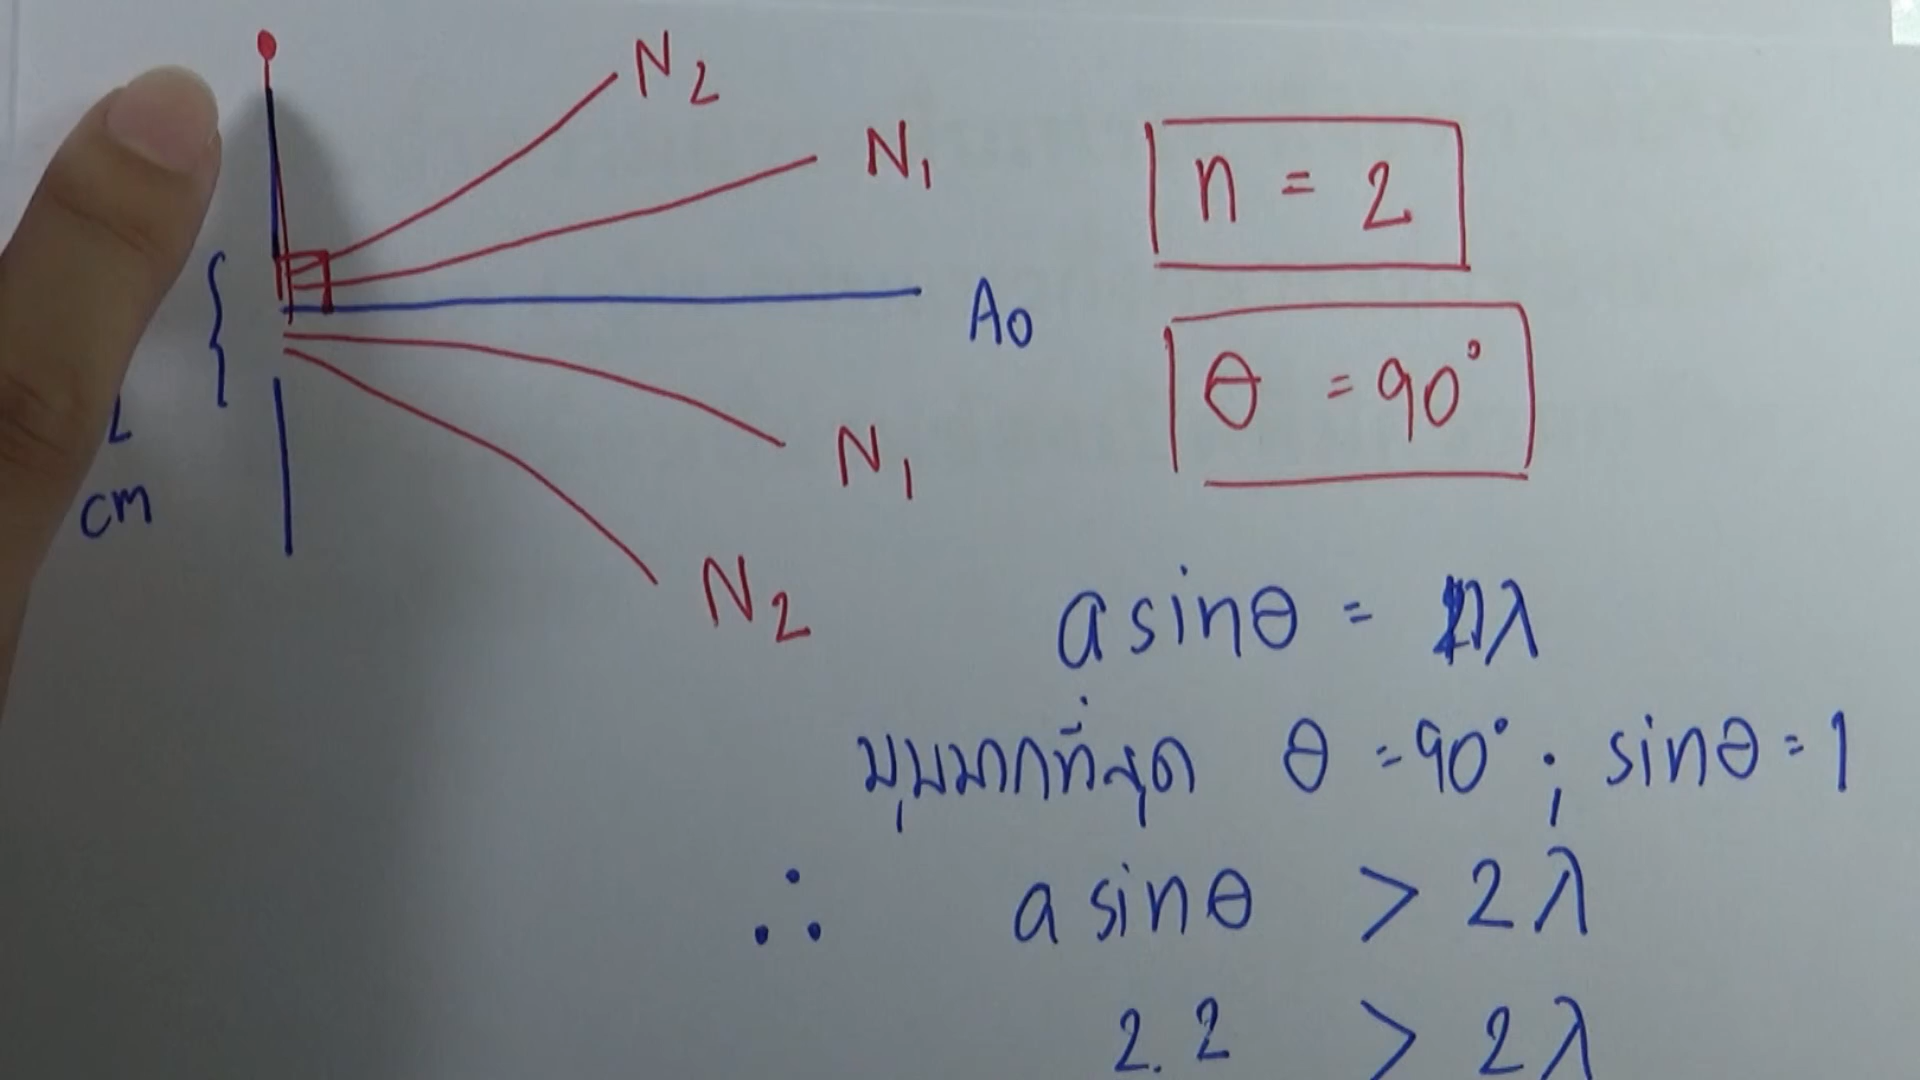 N₂
N₁
n = 2
A₀
θ = 90°
cm
N₁
N₂
a sinθ = nλ
มุมมากที่สุด θ = 90° ; sinθ = 1
∴ a sinθ > 2λ
2.2 > 2λ